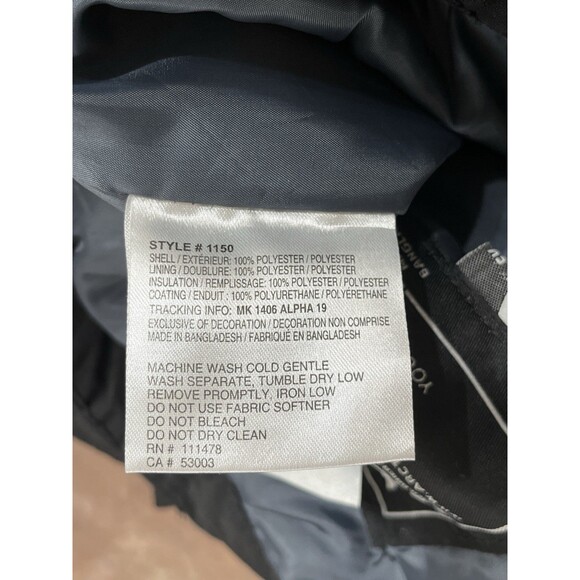 STYLE # 1150
SHELL / EXTÉRIEUR: 100% POLYESTER / POLYESTER
LINING / DOUBLURE: 100% POLYESTER / POLYESTER
INSULATION / REMPLISSAGE: 100% POLYESTER / POLYESTER
COATING / ENDUIT : 100% POLYURETHANE / POLYÉRETHANE
TRACKING INFO: MK 1406 ALPHA 19
EXCLUSIVE OF DECORATION / DECORATION NON COMPRISE
MADE IN BANGLADESH / FABRIQUÉ EN BANGLADESH
MACHINE WASH COLD GENTLE
WASH SEPARATE, TUMBLE DRY LOW
REMOVE PROMPTLY, IRON LOW
DO NOT USE FABRIC SOFTNER
DO NOT BLEACH
DO NOT DRY CLEAN
RN # 111478
CA # 53003